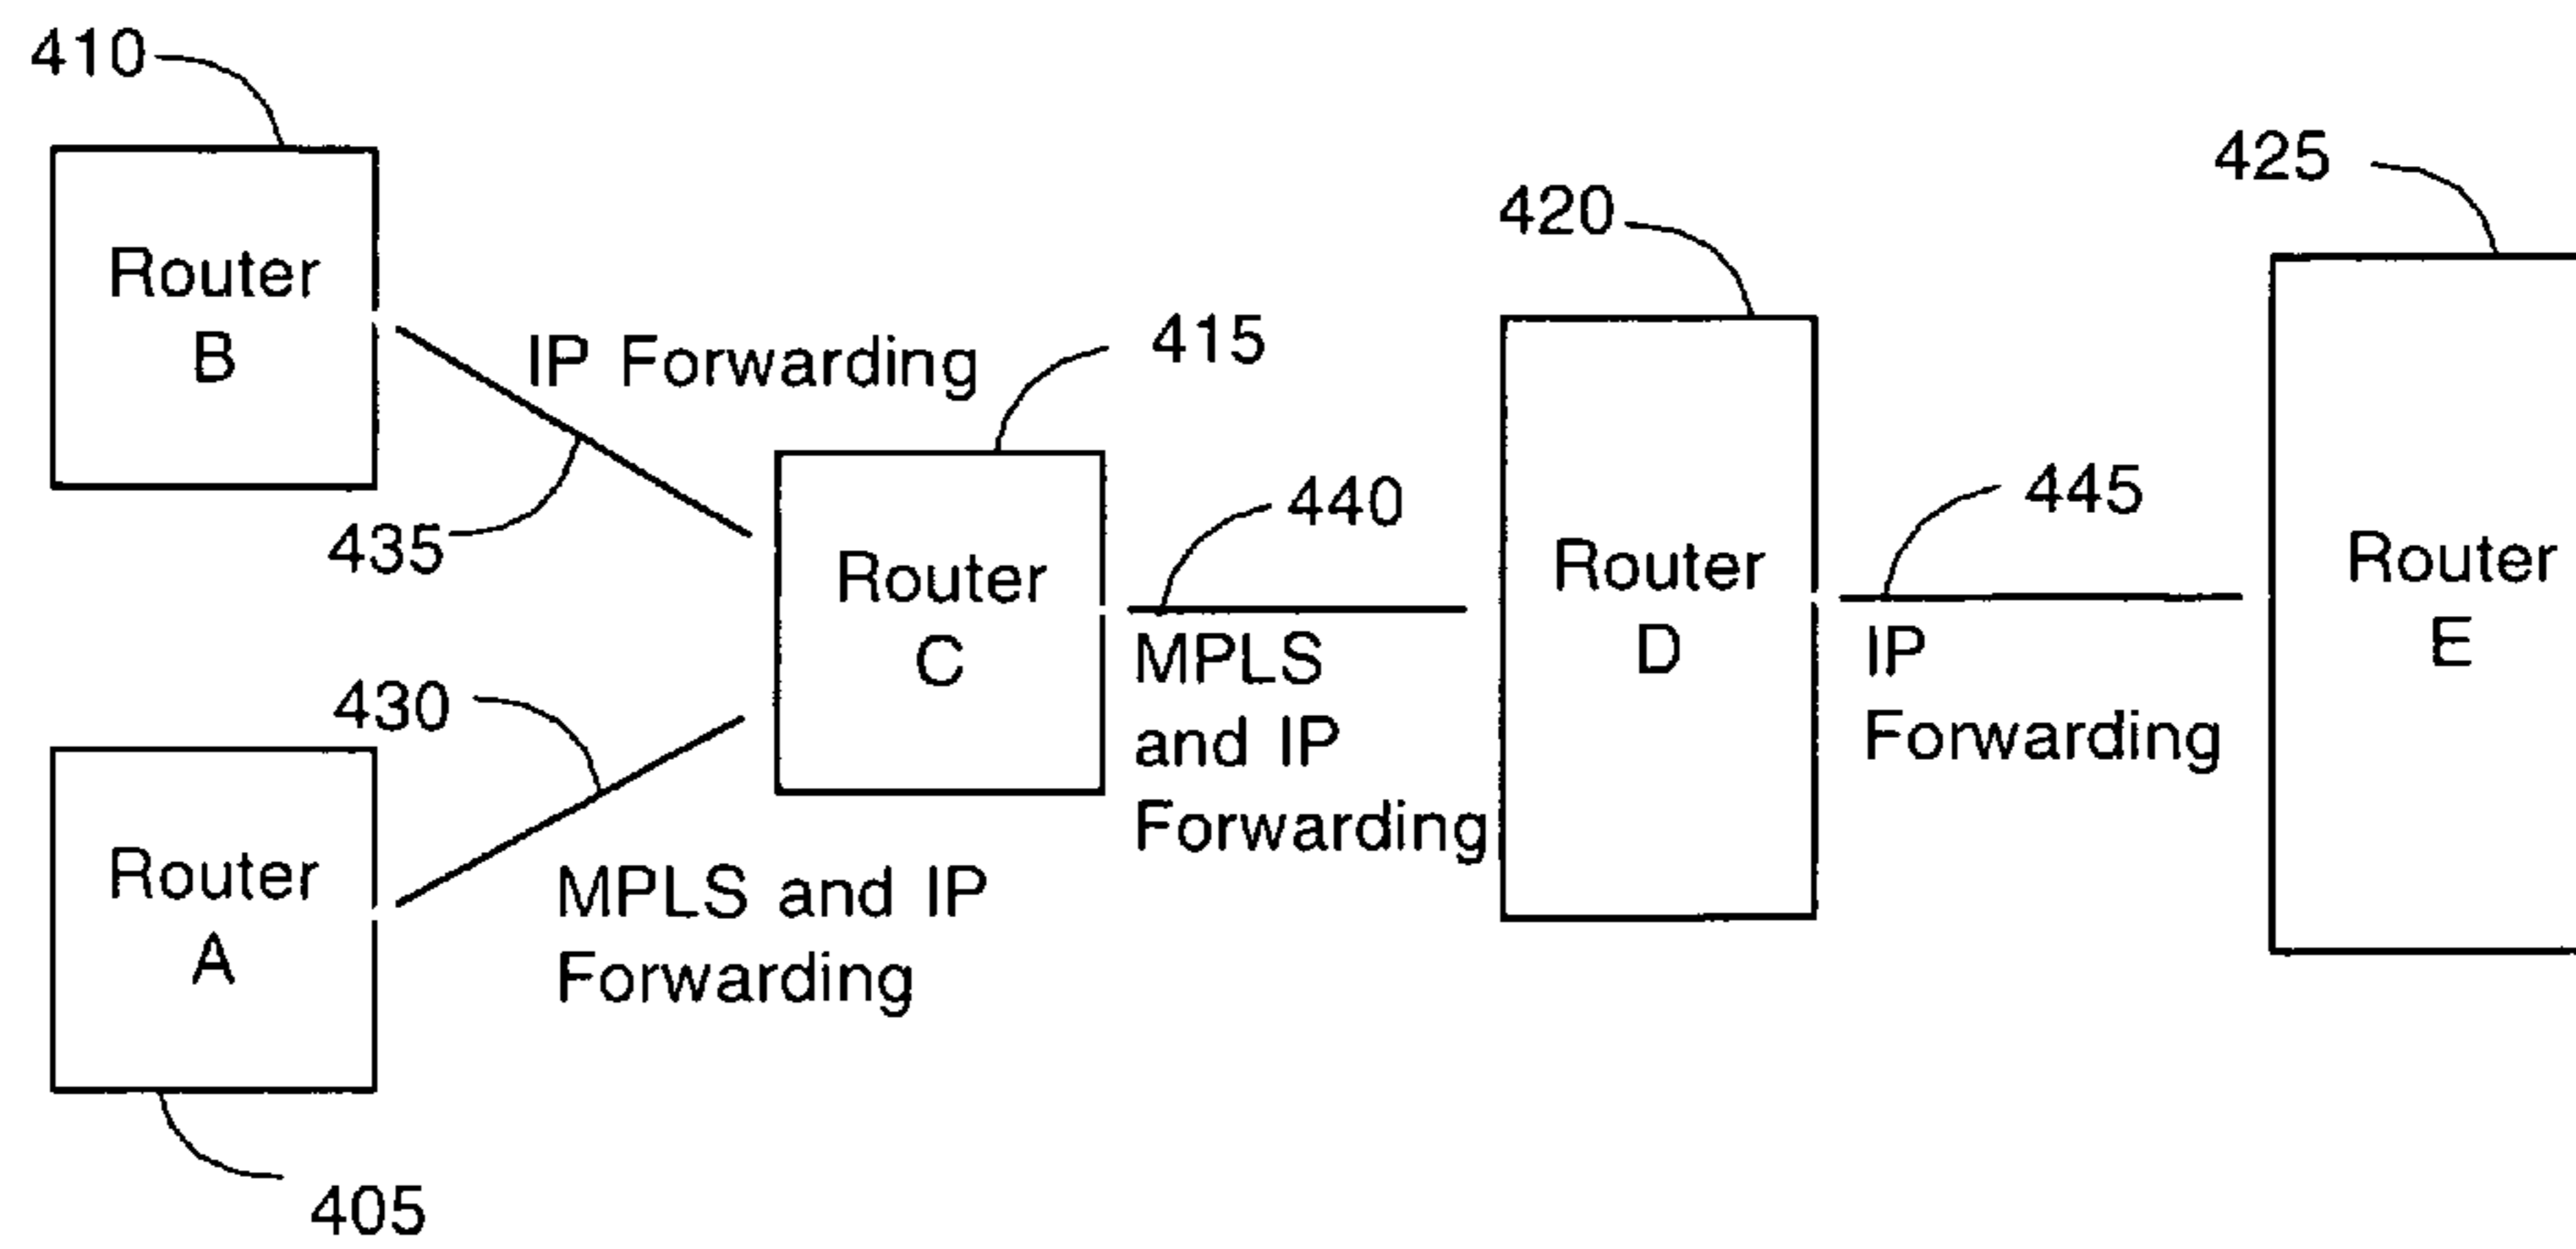 410
Router
B
IP Forwarding
435
415
Router
C
430
Router
A
405
MPLS and IP
Forwarding
440
MPLS
and IP
Forwarding
420
Router
D
445
IP
Forwarding
425
Router
E